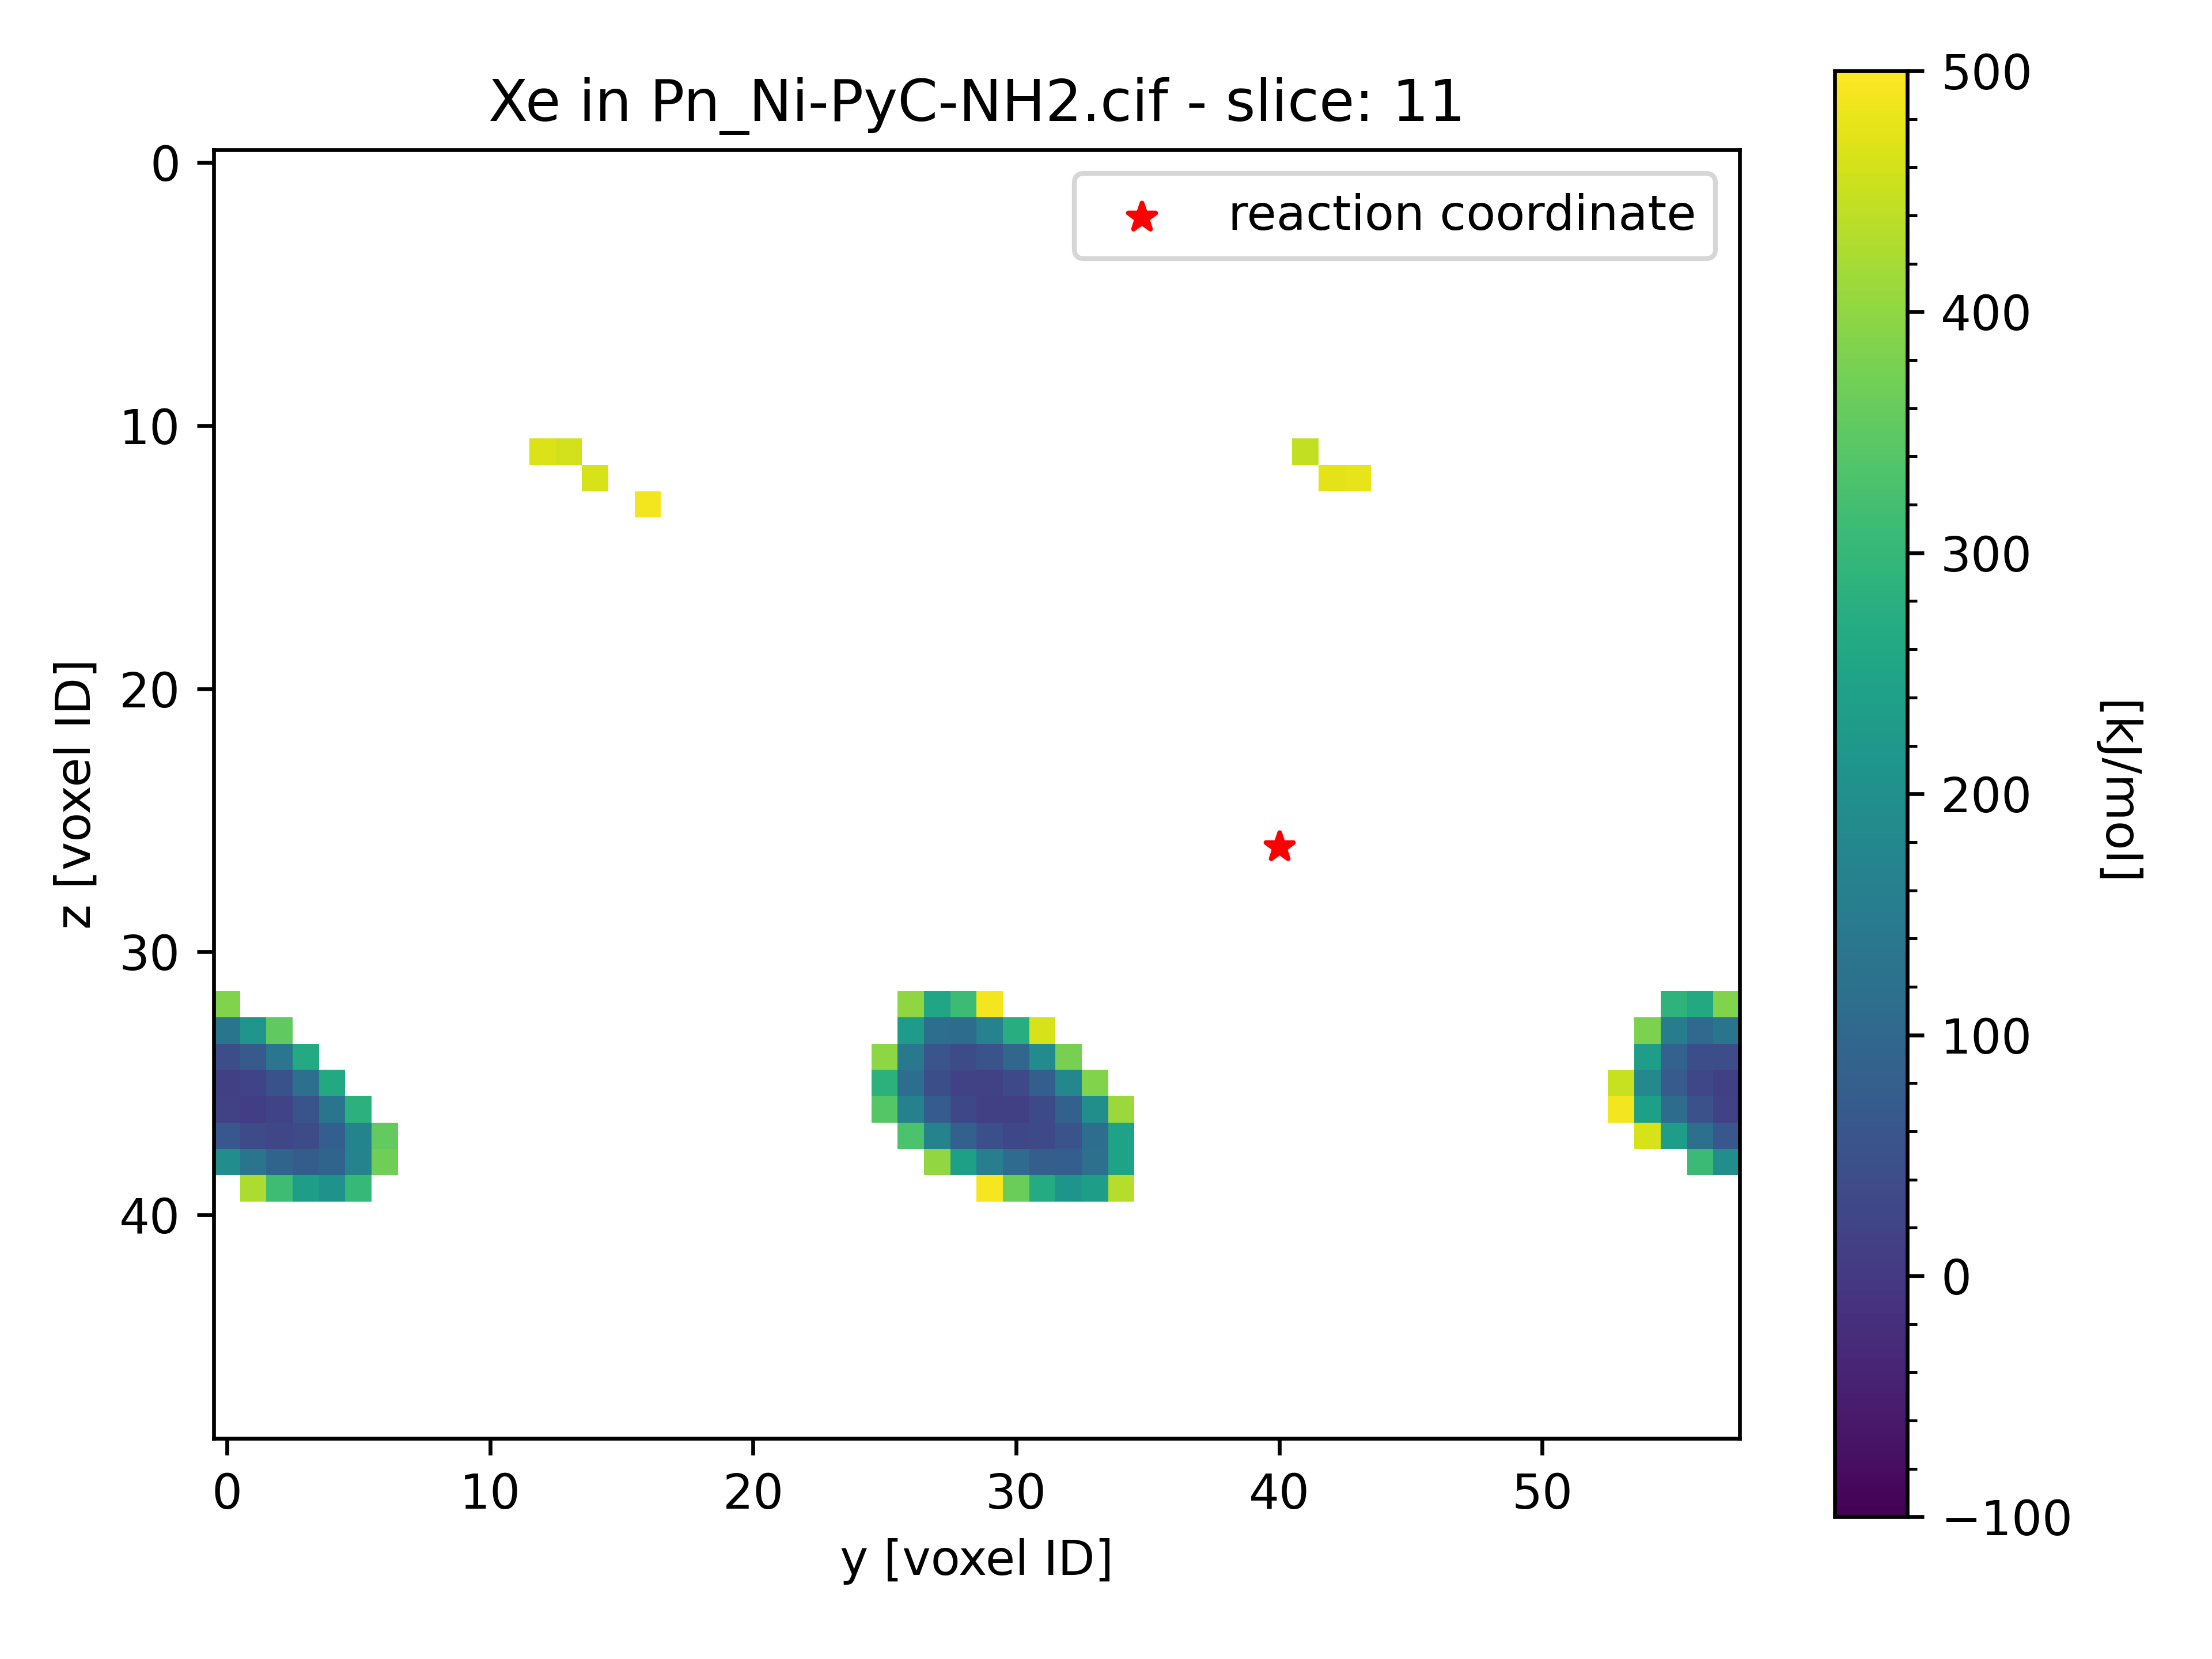 Xe in Pn_Ni-PyC-NH2.cif - slice: 11
reaction coordinate
0
10
20
30
40
z [voxel ID]
0 10 20 30 40 50
y [voxel ID]
500
400
300
200
100
0
−100
[kJ/mol]